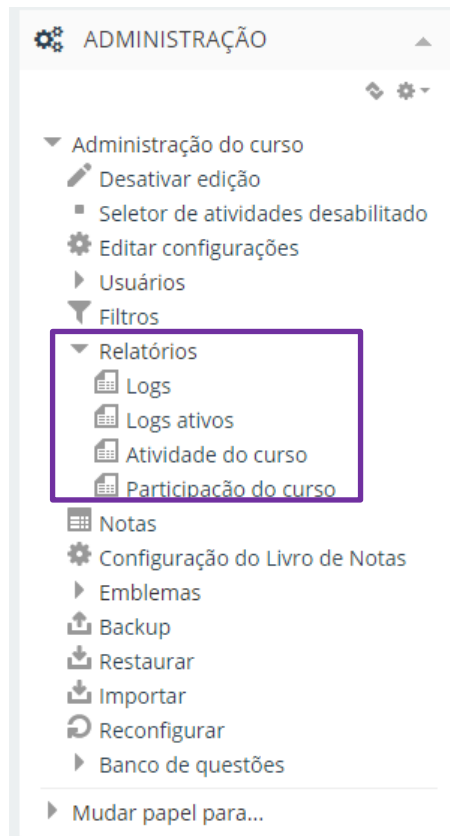 ADMINISTRAÇÃO
Administração do curso
Desativar edição
Seletor de atividades desabilitado
Editar configurações
Usuários
Filtros
Relatórios
Logs
Logs ativos
Atividade do curso
Participação do curso
Notas
Configuração do Livro de Notas
Emblemas
Backup
Restaurar
Importar
Reconfigurar
Banco de questões
Mudar papel para...